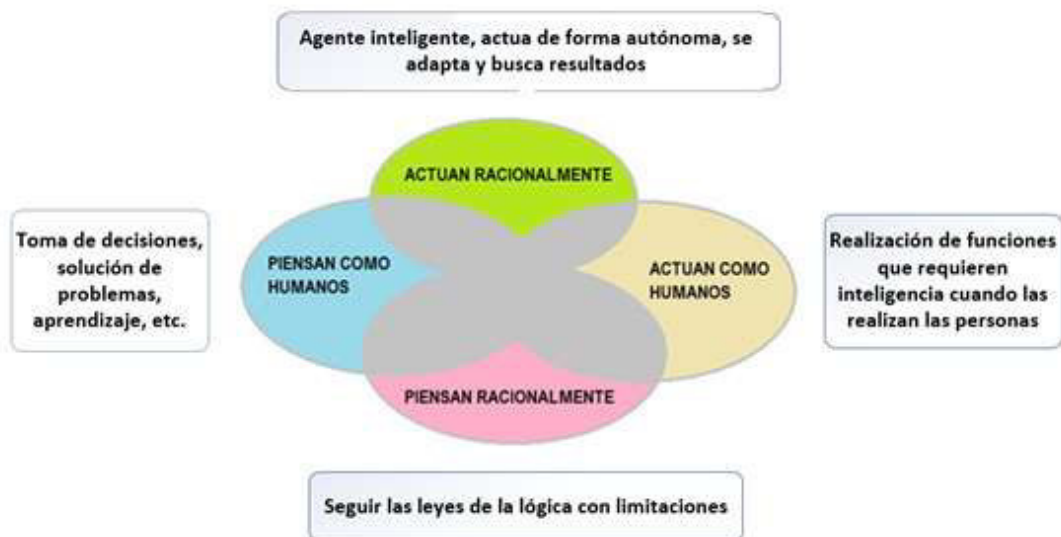 Agente inteligente, actua de forma autónoma, se
adapta y busca resultados
ACTUAN RACIONALMENTE
Toma de decisiones,
solución de
problemas,
aprendizaje, etc.
PIENSAN COMO
HUMANOS
ACTUAN COMO
HUMANOS
Realización de funciones
que requieren
inteligencia cuando las
realizan las personas
PIENSAN RACIONALMENTE
Seguir las leyes de la lógica con limitaciones